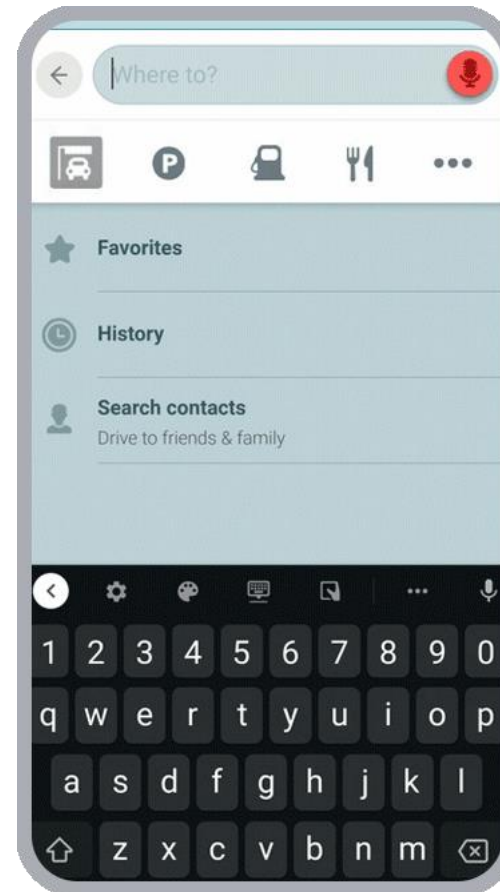 Where to?
P
Favorites
History
Search contacts
Drive to friends & family
1 2 3 4 5 6 7 8 9 0
q w e r t y u i o p
a s d f g h j k l
z x c v b n m